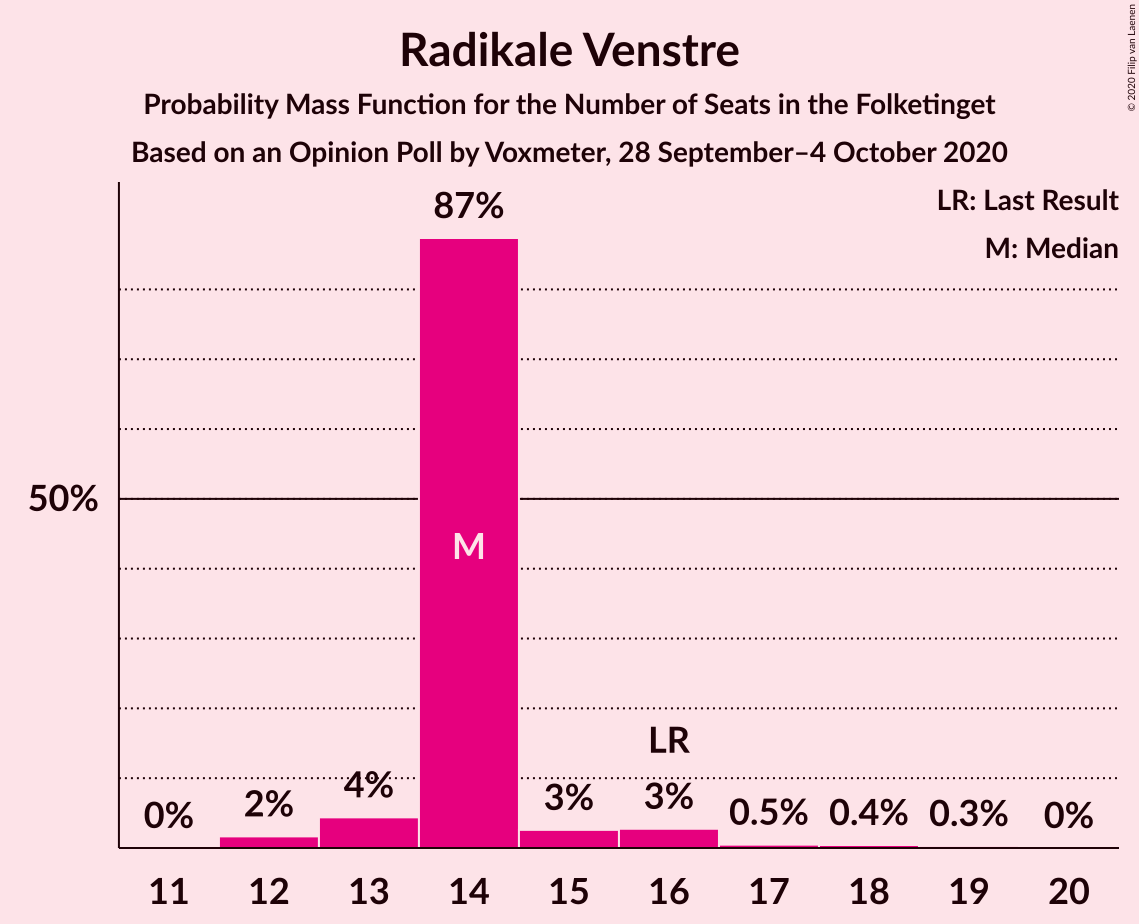 Radikale Venstre
Probability Mass Function for the Number of Seats in the Folketinget
Based on an Opinion Poll by Voxmeter, 28 September–4 October 2020
© 2020 Filip van Laenen
LR: Last Result
M: Median
87%
50%
M
LR
0%
2%
4%
3%
3%
0.5%
0.4%
0.3%
0%
11
12
13
14
15
16
17
18
19
20